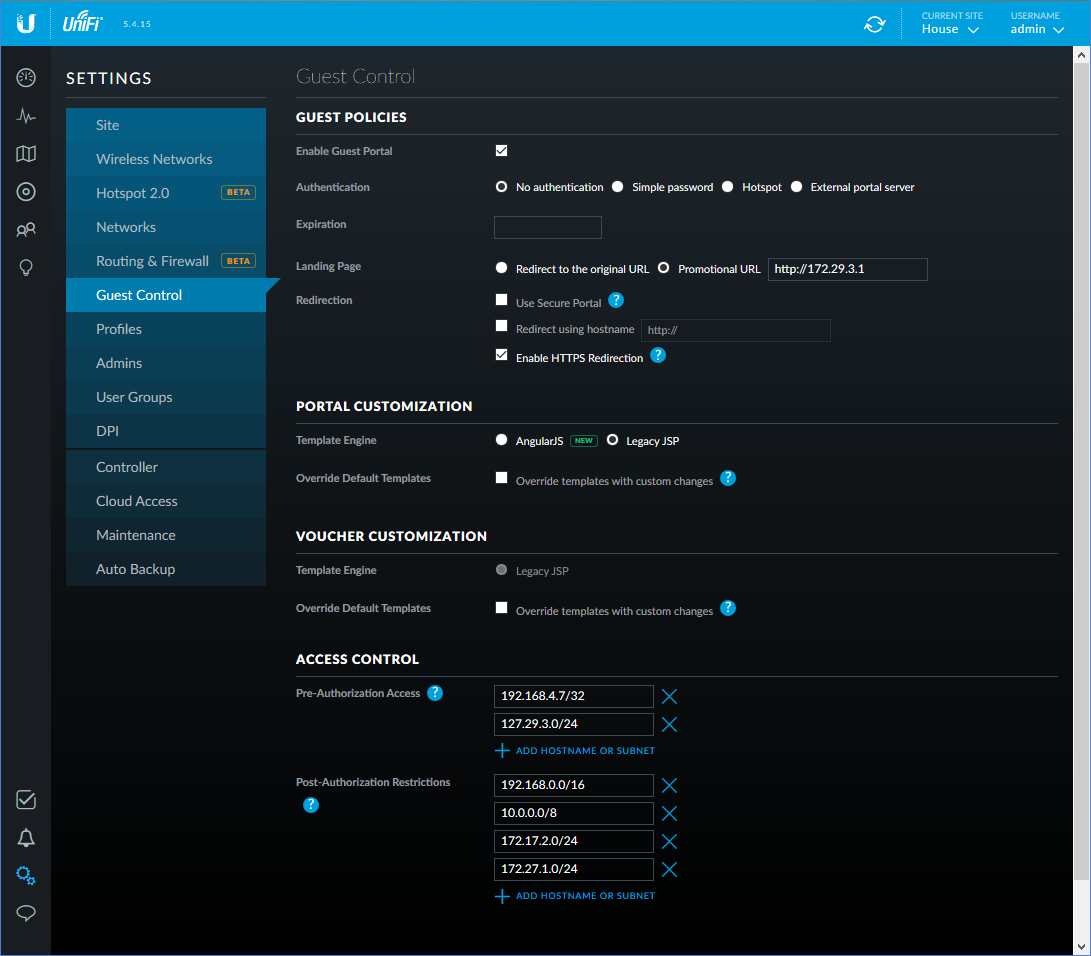 UniFi 5.4.15
CURRENT SITE
House
USERNAME
admin
SETTINGS
Site
Wireless Networks
Hotspot 2.0 BETA
Networks
Routing & Firewall BETA
Guest Control
Profiles
Admins
User Groups
DPI
Controller
Cloud Access
Maintenance
Auto Backup
Guest Control
GUEST POLICIES
Enable Guest Portal
Authentication No authentication Simple password Hotspot External portal server
Expiration
Landing Page Redirect to the original URL Promotional URL http://172.29.3.1
Redirection Use Secure Portal ?
Redirect using hostname http://
Enable HTTPS Redirection ?
PORTAL CUSTOMIZATION
Template Engine AngularJS NEW Legacy JSP
Override Default Templates Override templates with custom changes ?
VOUCHER CUSTOMIZATION
Template Engine Legacy JSP
Override Default Templates Override templates with custom changes ?
ACCESS CONTROL
Pre-Authorization Access ? 192.168.4.7/32
127.29.3.0/24
ADD HOSTNAME OR SUBNET
Post-Authorization Restrictions 192.168.0.0/16
? 10.0.0.0/8
172.17.2.0/24
172.27.1.0/24
ADD HOSTNAME OR SUBNET